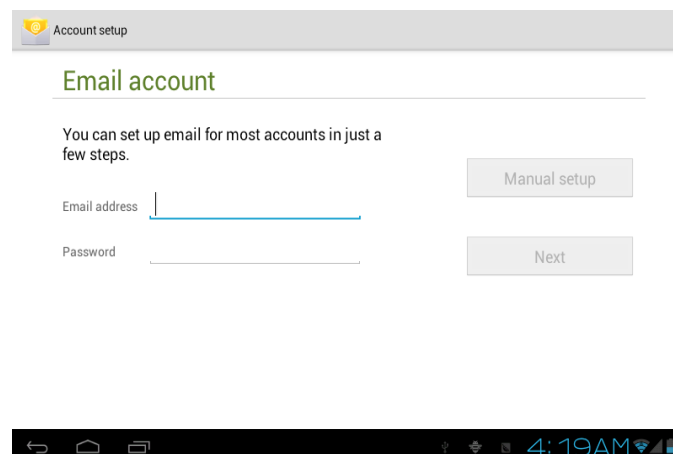 Account setup
Email account
You can set up email for most accounts in just a
few steps.
Manual setup
Email address
Password
Next
4:19AM